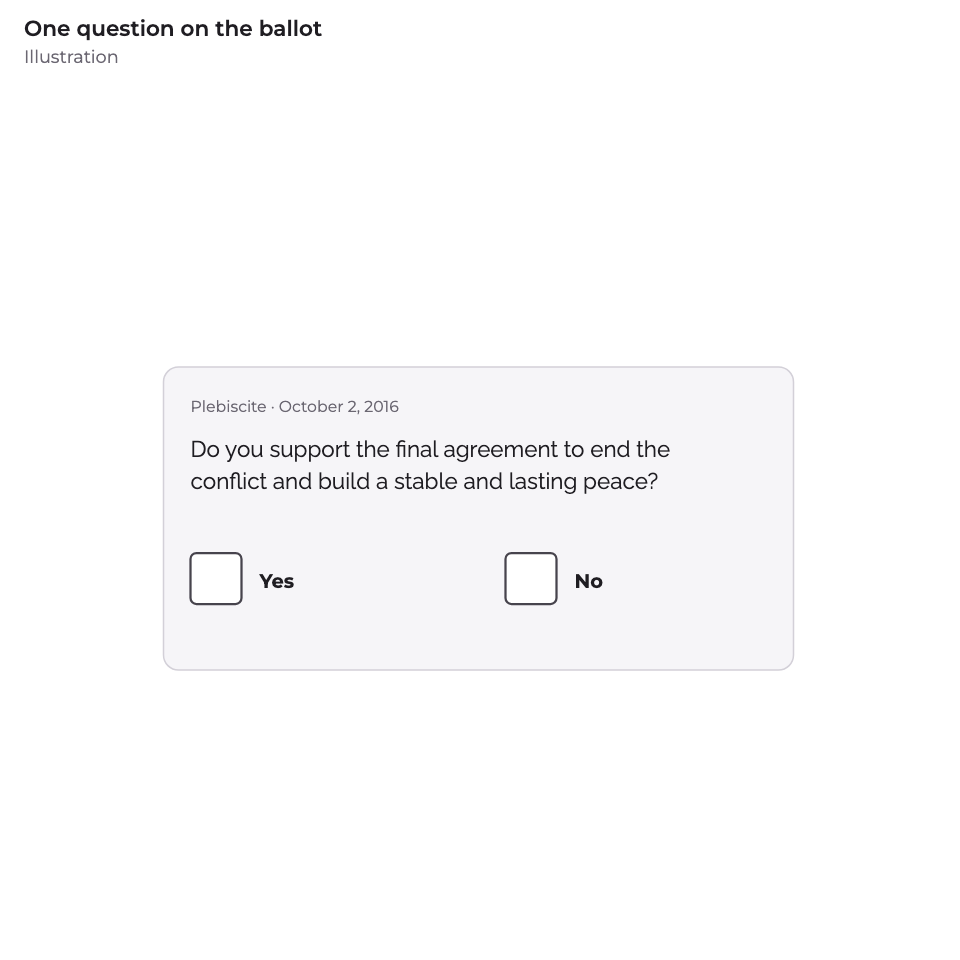 One question on the ballot
Illustration
Plebiscite · October 2, 2016
Do you support the final agreement to end the
conflict and build a stable and lasting peace?
Yes
No